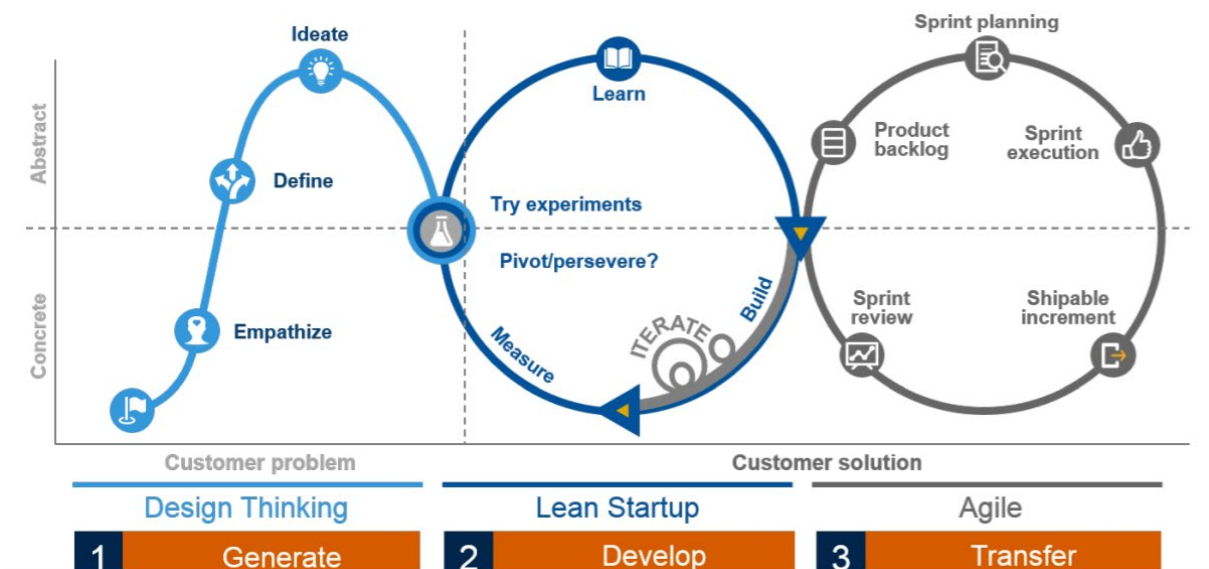 Sprint planning
Ideate
Learn
Product
backlog
Sprint
execution
Abstract
Define
Try experiments
Pivot/persevere?
Concrete
Empathize
Measure
ITERATE
Build
Sprint
review
Shipable
increment
Customer problem
Customer solution
Design Thinking
Lean Startup
Agile
1 Generate
2 Develop
3 Transfer